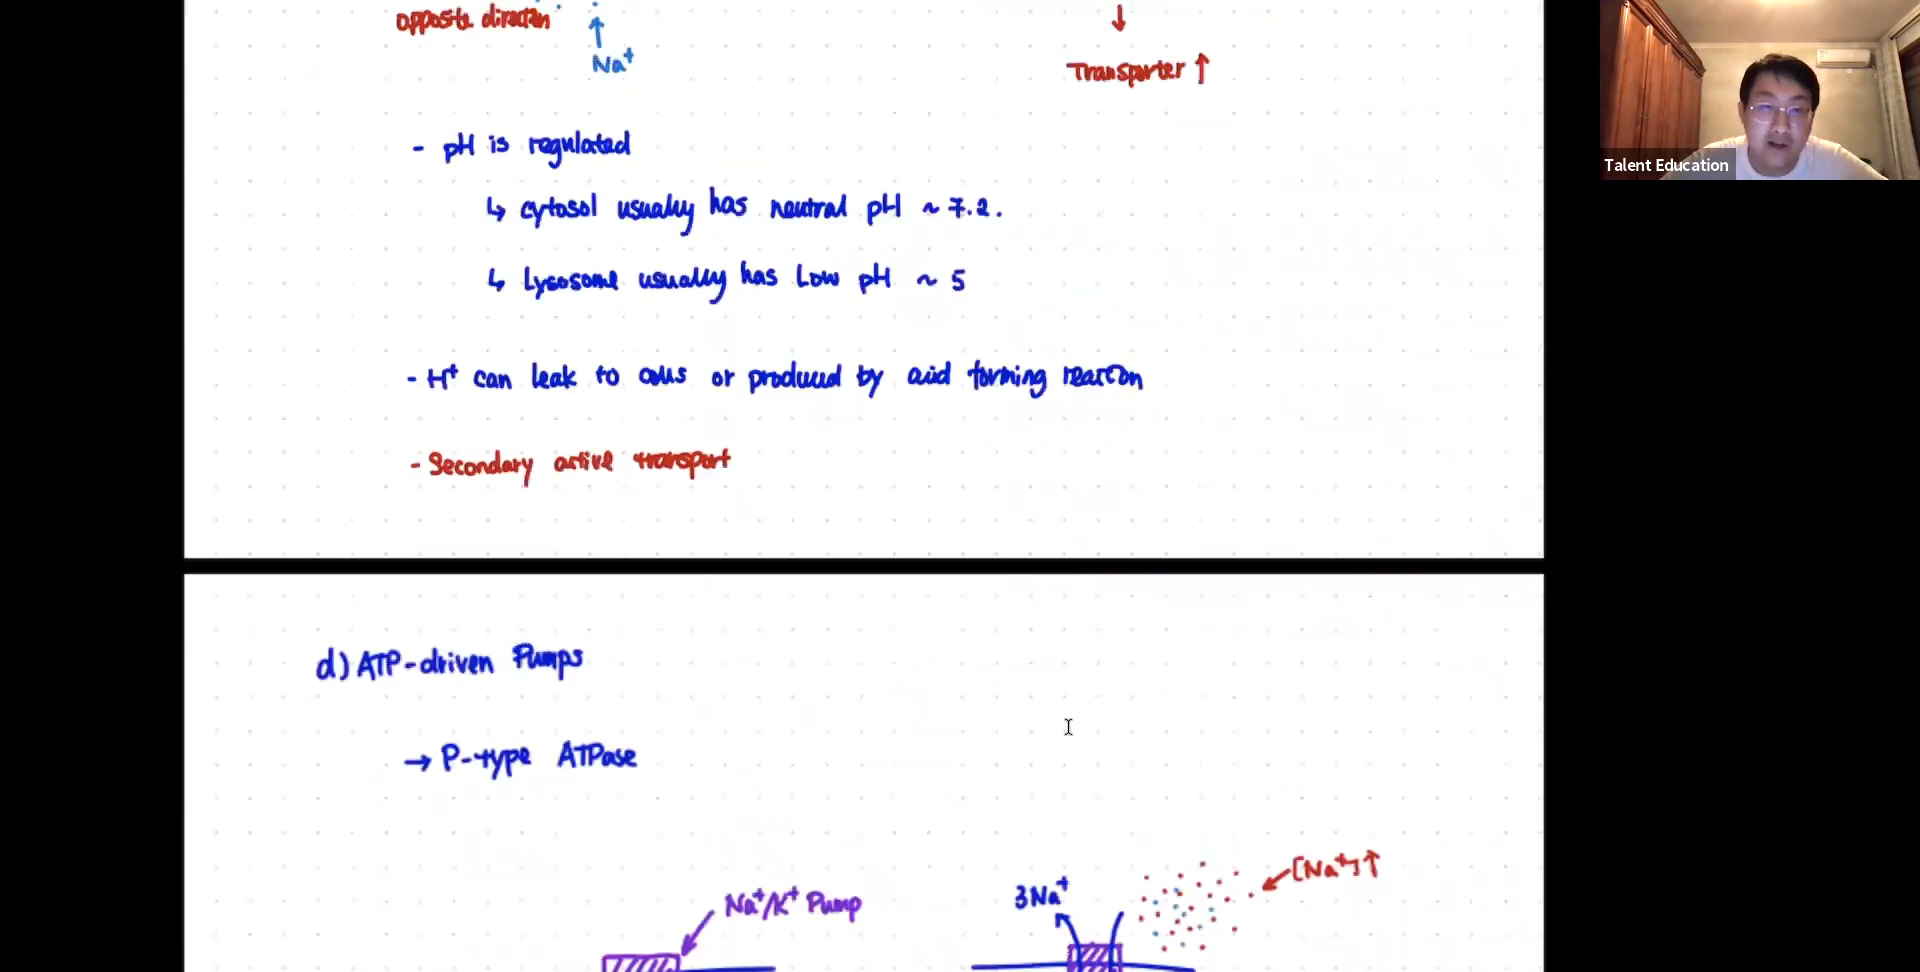 opposite direction
Na⁺
↓
Transporter ↑
Talent Education
- pH is regulated
↳ cytosol usually has neutral pH ~ 7.2.
↳ Lysosome usually has Low pH ~ 5
- H⁺ can leak to cells or produced by acid forming reaction
- Secondary active transport
d) ATP-driven Pumps
→ P-type ATPase
[Na⁺]↑
3Na⁺
Na⁺/K⁺ Pump